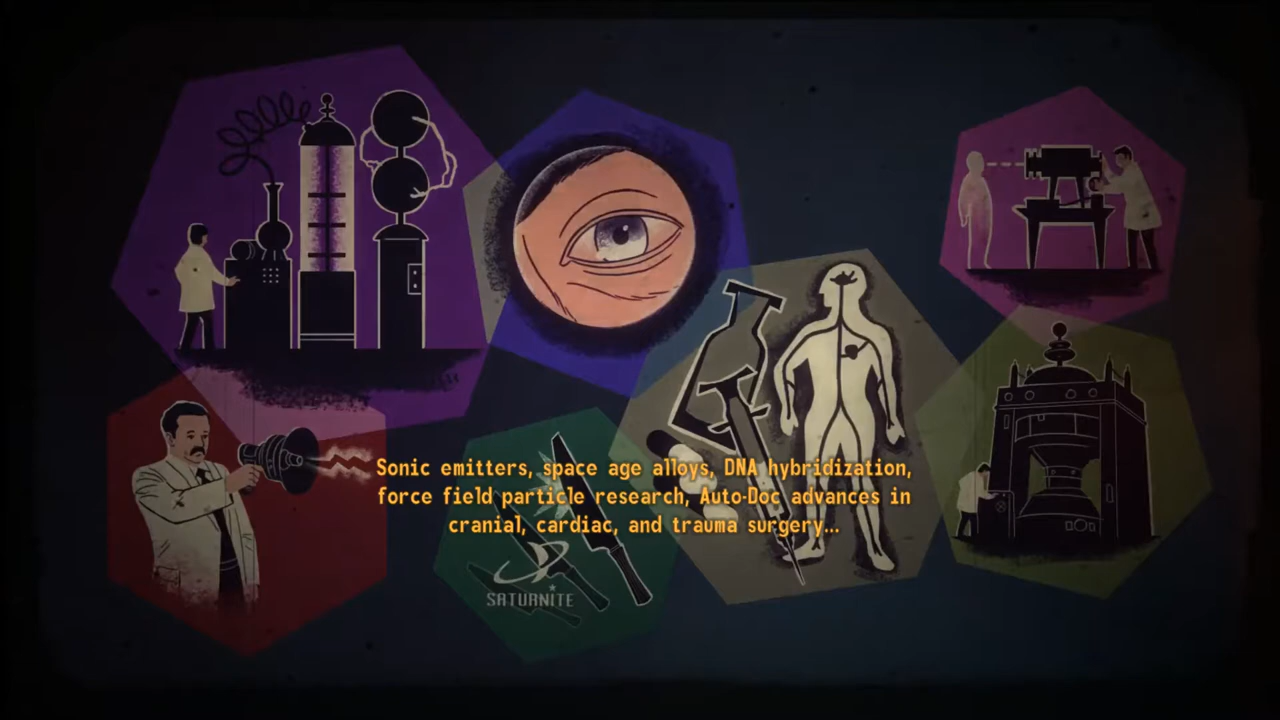 Sonic emitters, space age alloys, DNA hybridization,
force field particle research, Auto-Doc advances in
cranial, cardiac, and trauma surgery...
SATURNITE